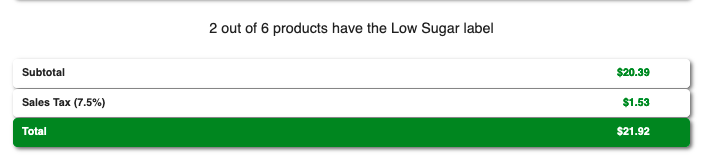 2 out of 6 products have the Low Sugar label
Subtotal $20.39
Sales Tax (7.5%) $1.53
Total $21.92